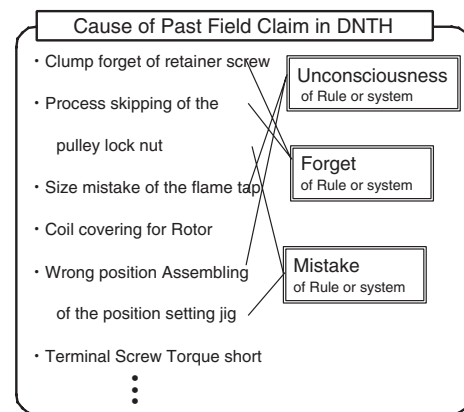 Cause of Past Field Claim in DNTH
・Clump forget of retainer screw
・Process skipping of the
pulley lock nut
・Size mistake of the flame tap
・Coil covering for Rotor
・Wrong position Assembling
of the position setting jig
・Terminal Screw Torque short
Unconsciousness
of Rule or system
Forget
of Rule or system
Mistake
of Rule or system